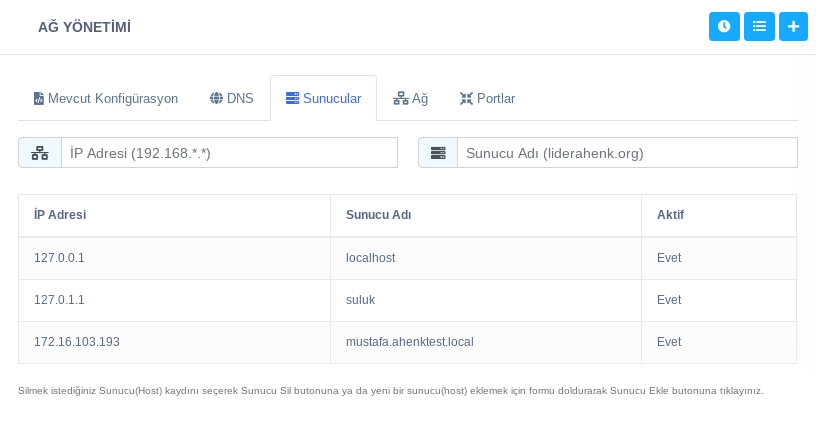 AĞ YÖNETİMİ
Mevcut Konfigürasyon DNS Sunucular Ağ Portlar
İP Adresi (192.168.*.*) Sunucu Adı (liderahenk.org)
İP Adresi Sunucu Adı Aktif
127.0.0.1 localhost Evet
127.0.1.1 suluk Evet
172.16.103.193 mustafa.ahenktest.local Evet
Silmek istediğiniz Sunucu(Host) kaydını seçerek Sunucu Sil butonuna ya da yeni bir sunucu(host) eklemek için formu doldurarak Sunucu Ekle butonuna tıklayınız.